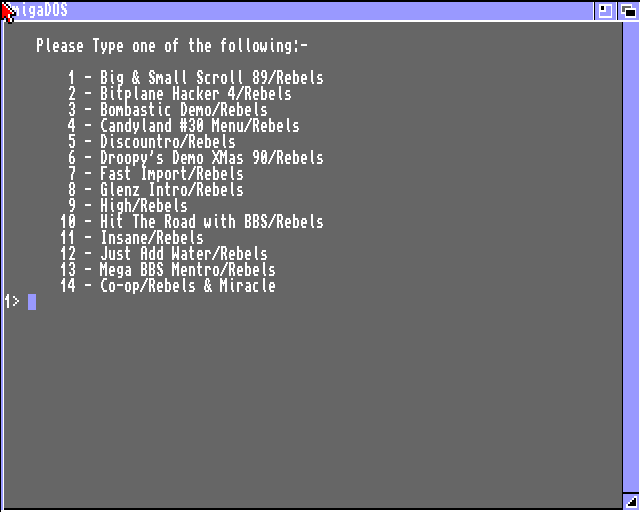 migaDOS
Please Type one of the following:-
1 - Big & Small Scroll 89/Rebels
2 - Bitplane Hacker 4/Rebels
3 - Bombastic Demo/Rebels
4 - Candyland #30 Menu/Rebels
5 - Discountro/Rebels
6 - Droopy's Demo XMas 90/Rebels
7 - Fast Import/Rebels
8 - Glenz Intro/Rebels
9 - High/Rebels
10 - Hit The Road with BBS/Rebels
11 - Insane/Rebels
12 - Just Add Water/Rebels
13 - Mega BBS Mentro/Rebels
14 - Co-op/Rebels & Miracle
1>